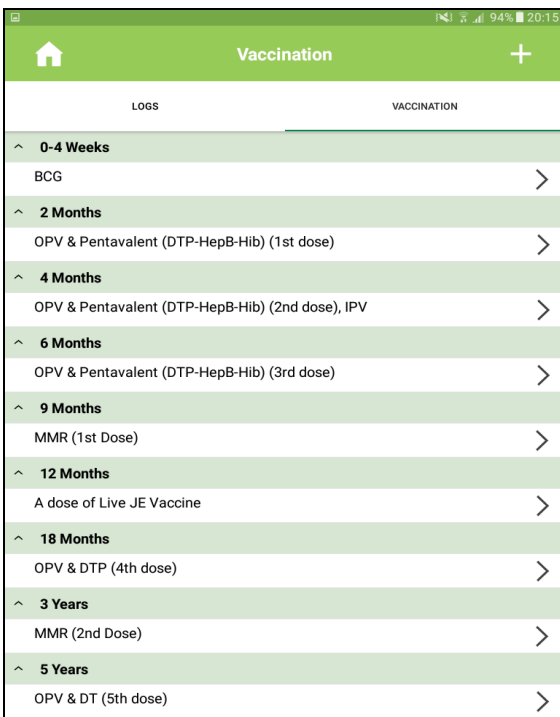 94% 20:15
Vaccination
LOGS VACCINATION
0-4 Weeks
BCG
2 Months
OPV & Pentavalent (DTP-HepB-Hib) (1st dose)
4 Months
OPV & Pentavalent (DTP-HepB-Hib) (2nd dose), IPV
6 Months
OPV & Pentavalent (DTP-HepB-Hib) (3rd dose)
9 Months
MMR (1st Dose)
12 Months
A dose of Live JE Vaccine
18 Months
OPV & DTP (4th dose)
3 Years
MMR (2nd Dose)
5 Years
OPV & DT (5th dose)